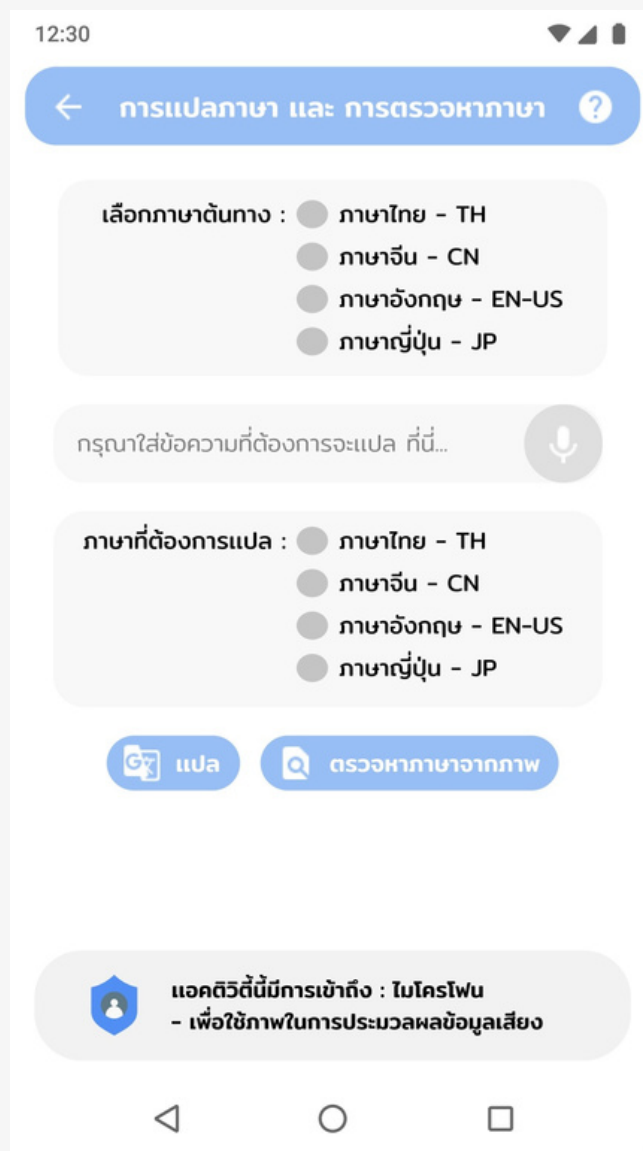 12:30
การแปลภาษา และ การตรวจหาภาษา ?
เลือกภาษาต้นทาง : ภาษาไทย - TH
ภาษาจีน - CN
ภาษาอังกฤษ - EN-US
ภาษาญี่ปุ่น - JP
กรุณาใส่ข้อความที่ต้องการจะแปล ที่นี่...
ภาษาที่ต้องการแปล : ภาษาไทย - TH
ภาษาจีน - CN
ภาษาอังกฤษ - EN-US
ภาษาญี่ปุ่น - JP
แปล ตรวจหาภาษาจากภาพ
แอคติวิตี้นี้มีการเข้าถึง : ไมโครโฟน
- เพื่อใช้ภาพในการประมวลผลข้อมูลเสียง